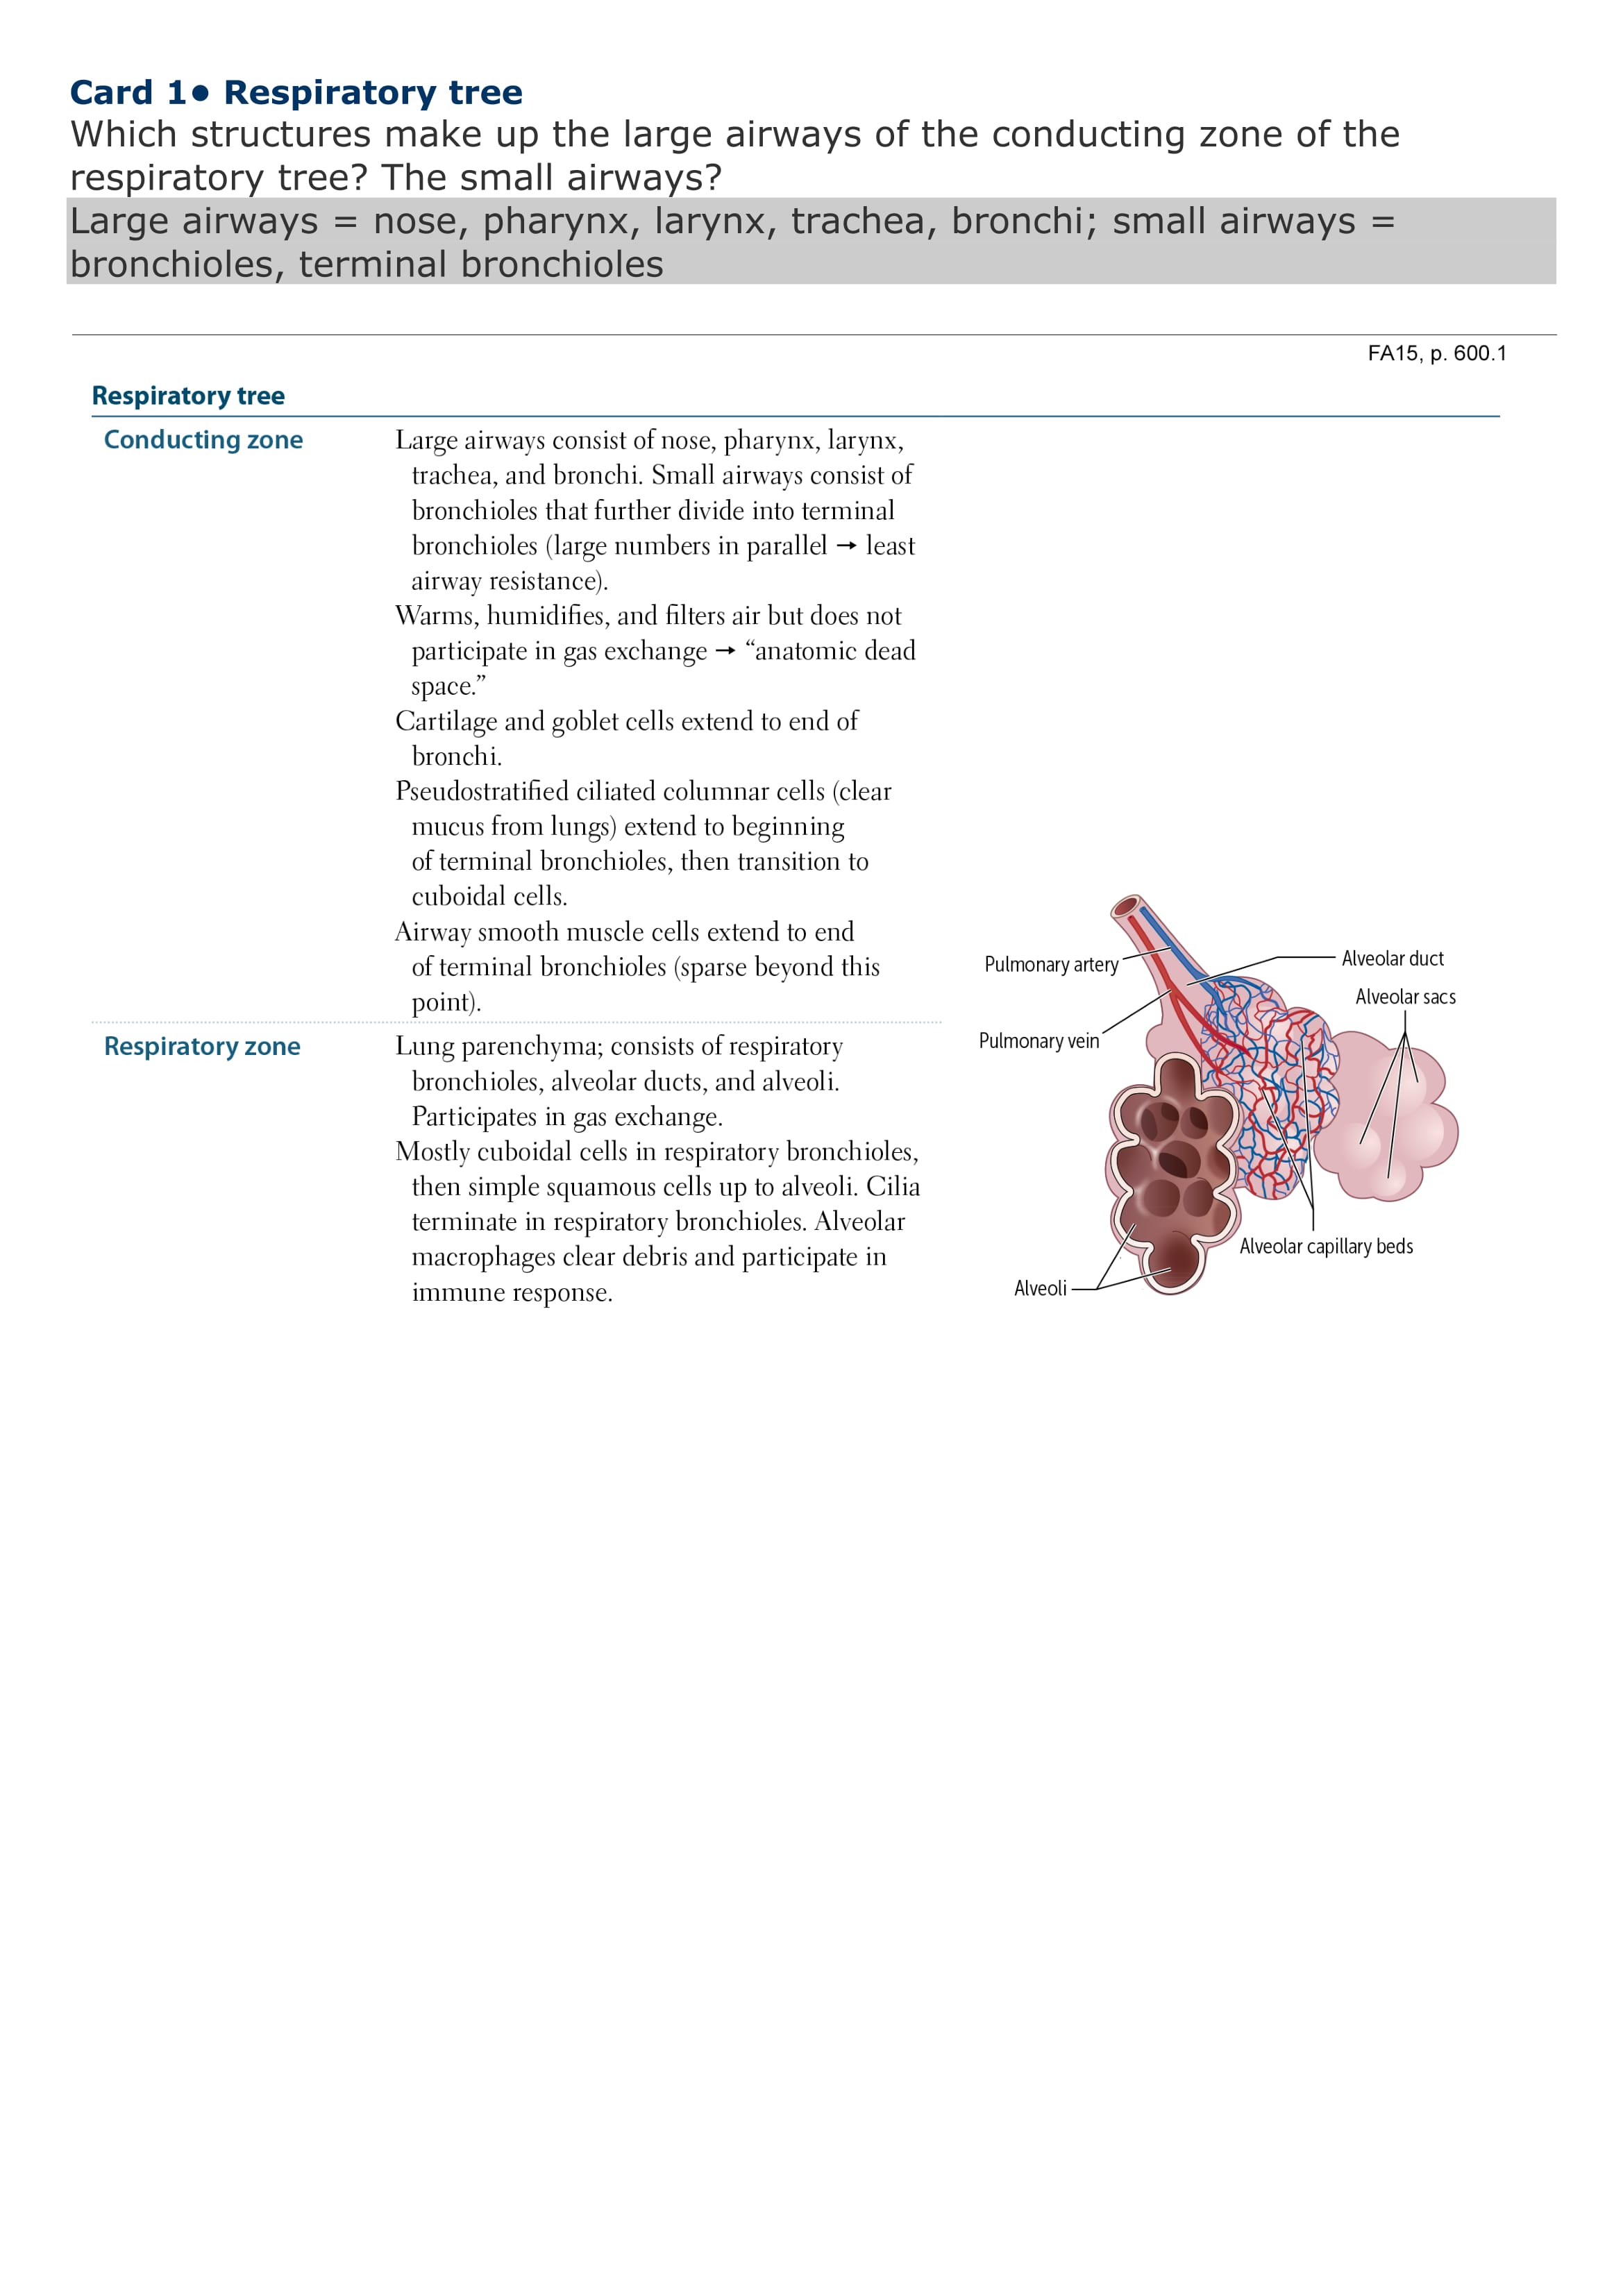 Card 1• Respiratory tree
Which structures make up the large airways of the conducting zone of the
respiratory tree? The small airways?
Large airways = nose, pharynx, larynx, trachea, bronchi; small airways =
bronchioles, terminal bronchioles
FA15, p. 600.1
Respiratory tree
Conducting zone
Large airways consist of nose, pharynx, larynx,
trachea, and bronchi. Small airways consist of
bronchioles that further divide into terminal
bronchioles (large numbers in parallel → least
airway resistance).
Warms, humidifies, and filters air but does not
participate in gas exchange → “anatomic dead
space.”
Cartilage and goblet cells extend to end of
bronchi.
Pseudostratified ciliated columnar cells (clear
mucus from lungs) extend to beginning
of terminal bronchioles, then transition to
cuboidal cells.
Airway smooth muscle cells extend to end
of terminal bronchioles (sparse beyond this
point).
Respiratory zone
Lung parenchyma; consists of respiratory
bronchioles, alveolar ducts, and alveoli.
Participates in gas exchange.
Mostly cuboidal cells in respiratory bronchioles,
then simple squamous cells up to alveoli. Cilia
terminate in respiratory bronchioles. Alveolar
macrophages clear debris and participate in
immune response.
Pulmonary artery
Alveolar duct
Alveolar sacs
Pulmonary vein
Alveolar capillary beds
Alveoli